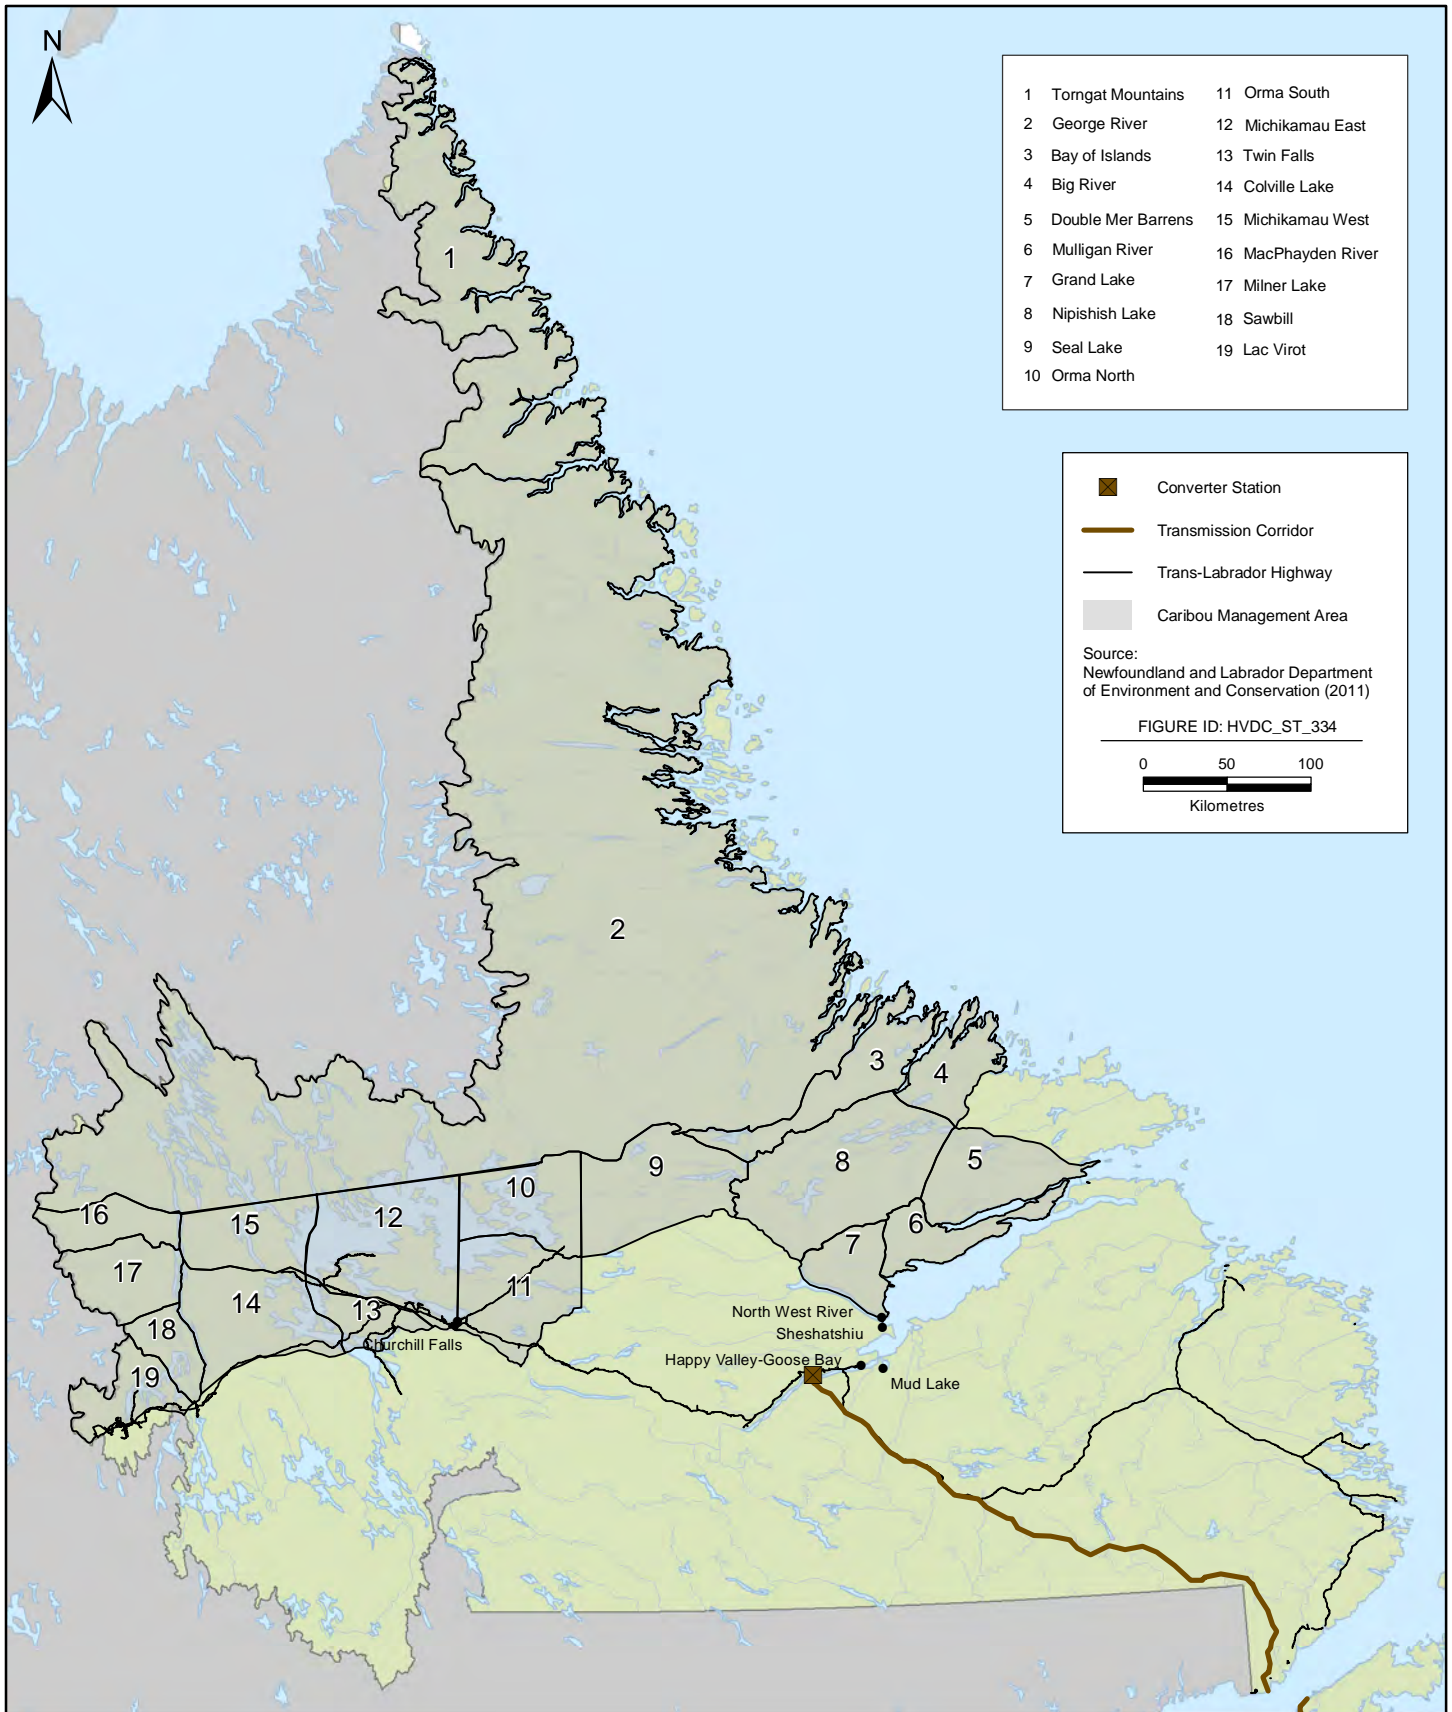 N
1 Torngat Mountains
2 George River
3 Bay of Islands
4 Big River
5 Double Mer Barrens
6 Mulligan River
7 Grand Lake
8 Nipishish Lake
9 Seal Lake
10 Orma North
11 Orma South
12 Michikamau East
13 Twin Falls
14 Colville Lake
15 Michikamau West
16 MacPhayden River
17 Milner Lake
18 Sawbill
19 Lac Virot
Converter Station
Transmission Corridor
Trans-Labrador Highway
Caribou Management Area
Source:
Newfoundland and Labrador Department
of Environment and Conservation (2011)
FIGURE ID: HVDC_ST_334
0 50 100
Kilometres
1
2
3
4
5
6
7
8
9
10
11
12
13
14
15
16
17
18
19
Churchill Falls
North West River
Sheshatshiu
Happy Valley-Goose Bay
Mud Lake